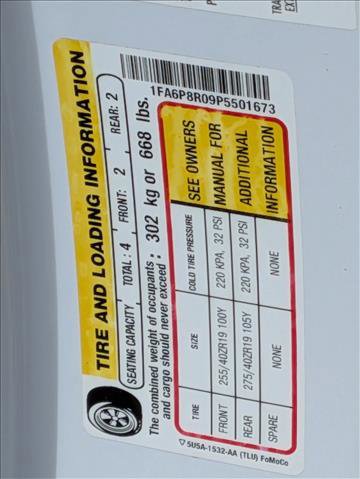 TIRE AND LOADING INFORMATION
SEATING CAPACITY TOTAL: 4 FRONT: 2 REAR: 2
The combined weight of occupants
and cargo should never exceed : 302 kg or 668 lbs.
1FA6P8R09P5501673
TIRE SIZE COLD TIRE PRESSURE SEE OWNERS
FRONT 255/40ZR19 100Y 220 KPA, 32 PSI MANUAL FOR
REAR 275/40ZR19 105Y 220 KPA, 32 PSI ADDITIONAL
SPARE NONE NONE INFORMATION
▽ 5U5A-1532-AA (TLU) FoMoCo